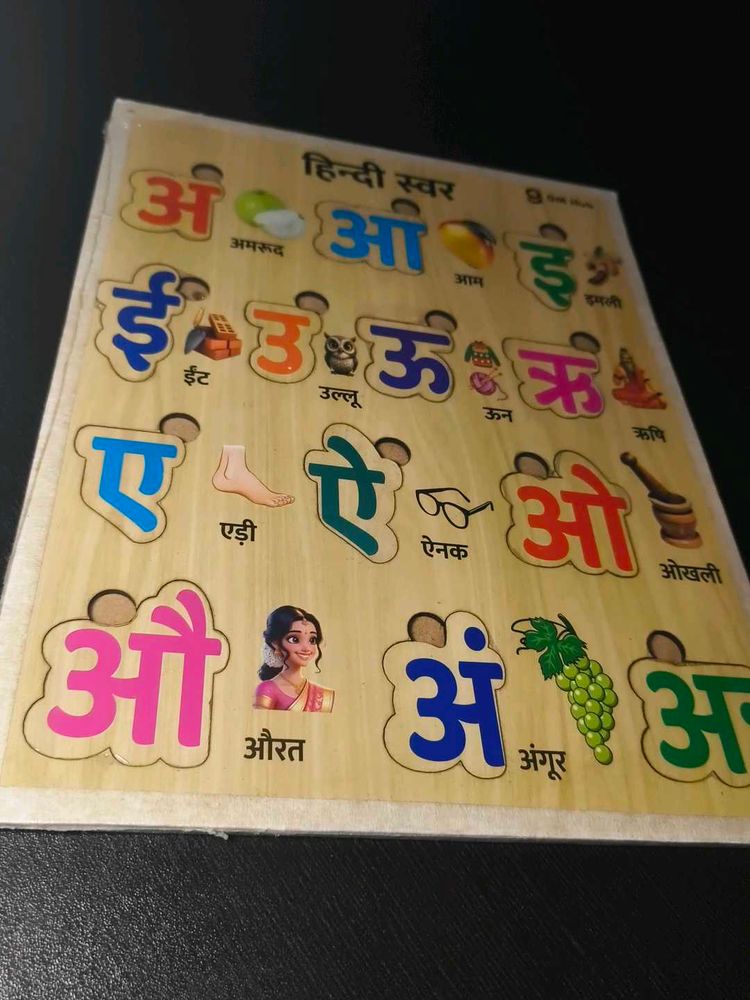 हिन्दी स्वर
अ अमरूद आ आम इ इमली
ई ईंट उ उल्लू ऊ ऊन ऋ ऋषि
ए एड़ी ऐ ऐनक ओ ओखली
औ औरत अं अंगूर